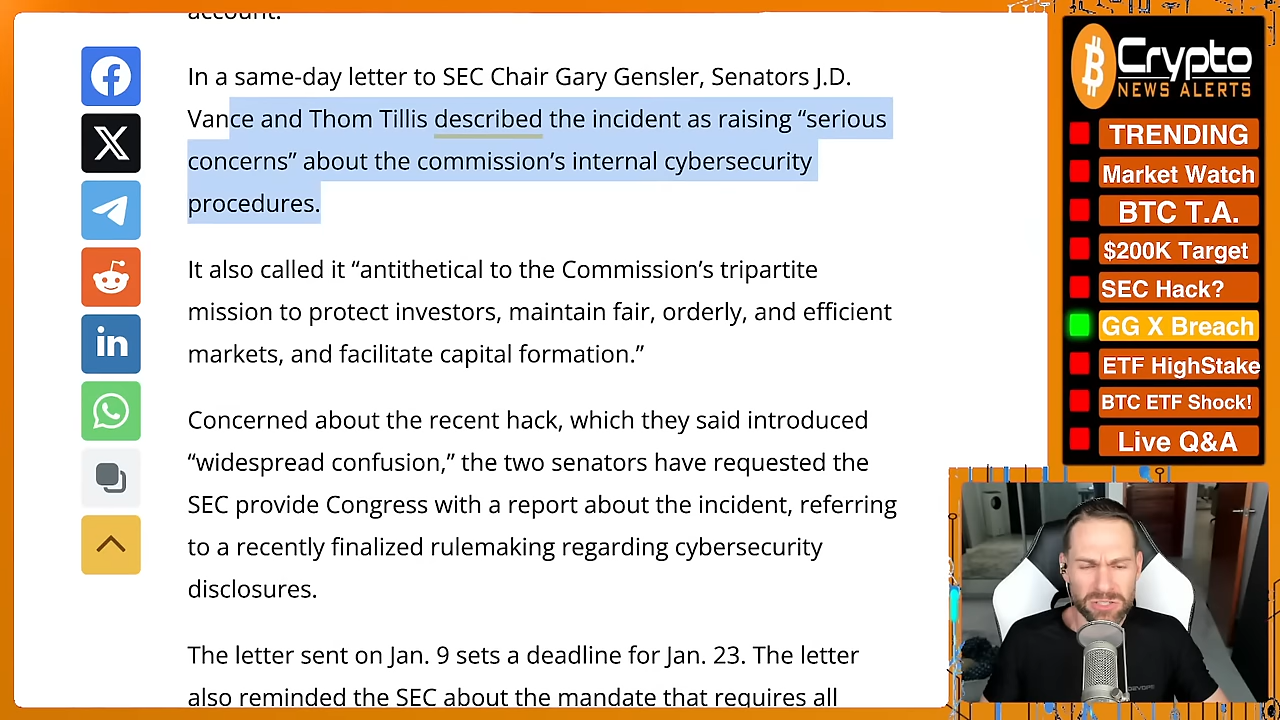 account.
In a same-day letter to SEC Chair Gary Gensler, Senators J.D.
Vance and Thom Tillis described the incident as raising “serious
concerns” about the commission’s internal cybersecurity
procedures.
It also called it “antithetical to the Commission’s tripartite
mission to protect investors, maintain fair, orderly, and efficient
markets, and facilitate capital formation.”
Concerned about the recent hack, which they said introduced
“widespread confusion,” the two senators have requested the
SEC provide Congress with a report about the incident, referring
to a recently finalized rulemaking regarding cybersecurity
disclosures.
The letter sent on Jan. 9 sets a deadline for Jan. 23. The letter
also reminded the SEC about the mandate that requires all
Crypto
NEWS ALERTS
TRENDING
Market Watch
BTC T.A.
$200K Target
SEC Hack?
GG X Breach
ETF HighStake
BTC ETF Shock!
Live Q&A